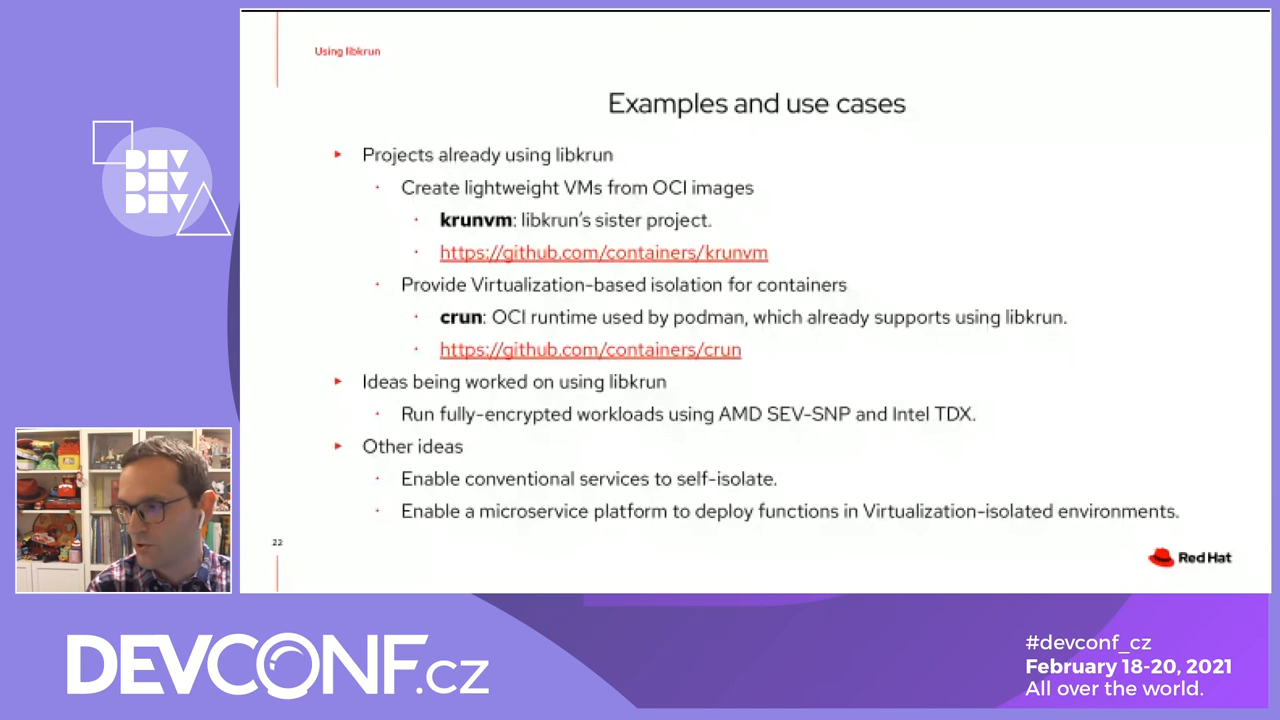 Using libkrun
Examples and use cases
Projects already using libkrun
Create lightweight VMs from OCI images
krunvm: libkrun's sister project.
https://github.com/containers/krunvm
Provide Virtualization-based isolation for containers
crun: OCI runtime used by podman, which already supports using libkrun.
https://github.com/containers/crun
Ideas being worked on using libkrun
Run fully-encrypted workloads using AMD SEV-SNP and Intel TDX.
Other ideas
Enable conventional services to self-isolate.
Enable a microservice platform to deploy functions in Virtualization-isolated environments.
22
Red Hat
DEV
DEV
DEV
DEVCONF.cz
#devconf_cz
February 18-20, 2021
All over the world.